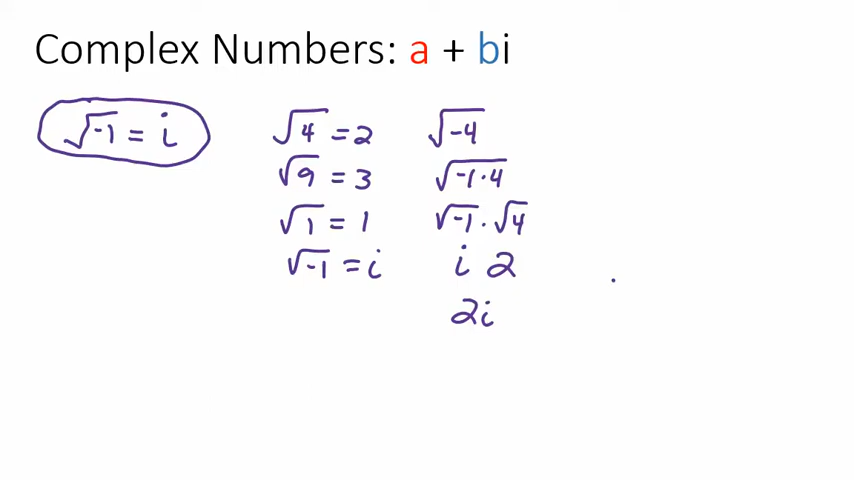 Complex Numbers: a + bi
√-1 = i
√4 = 2
√9 = 3
√1 = 1
√-1 = i
√-4
√-1·4
√-1 · √4
i 2
2i